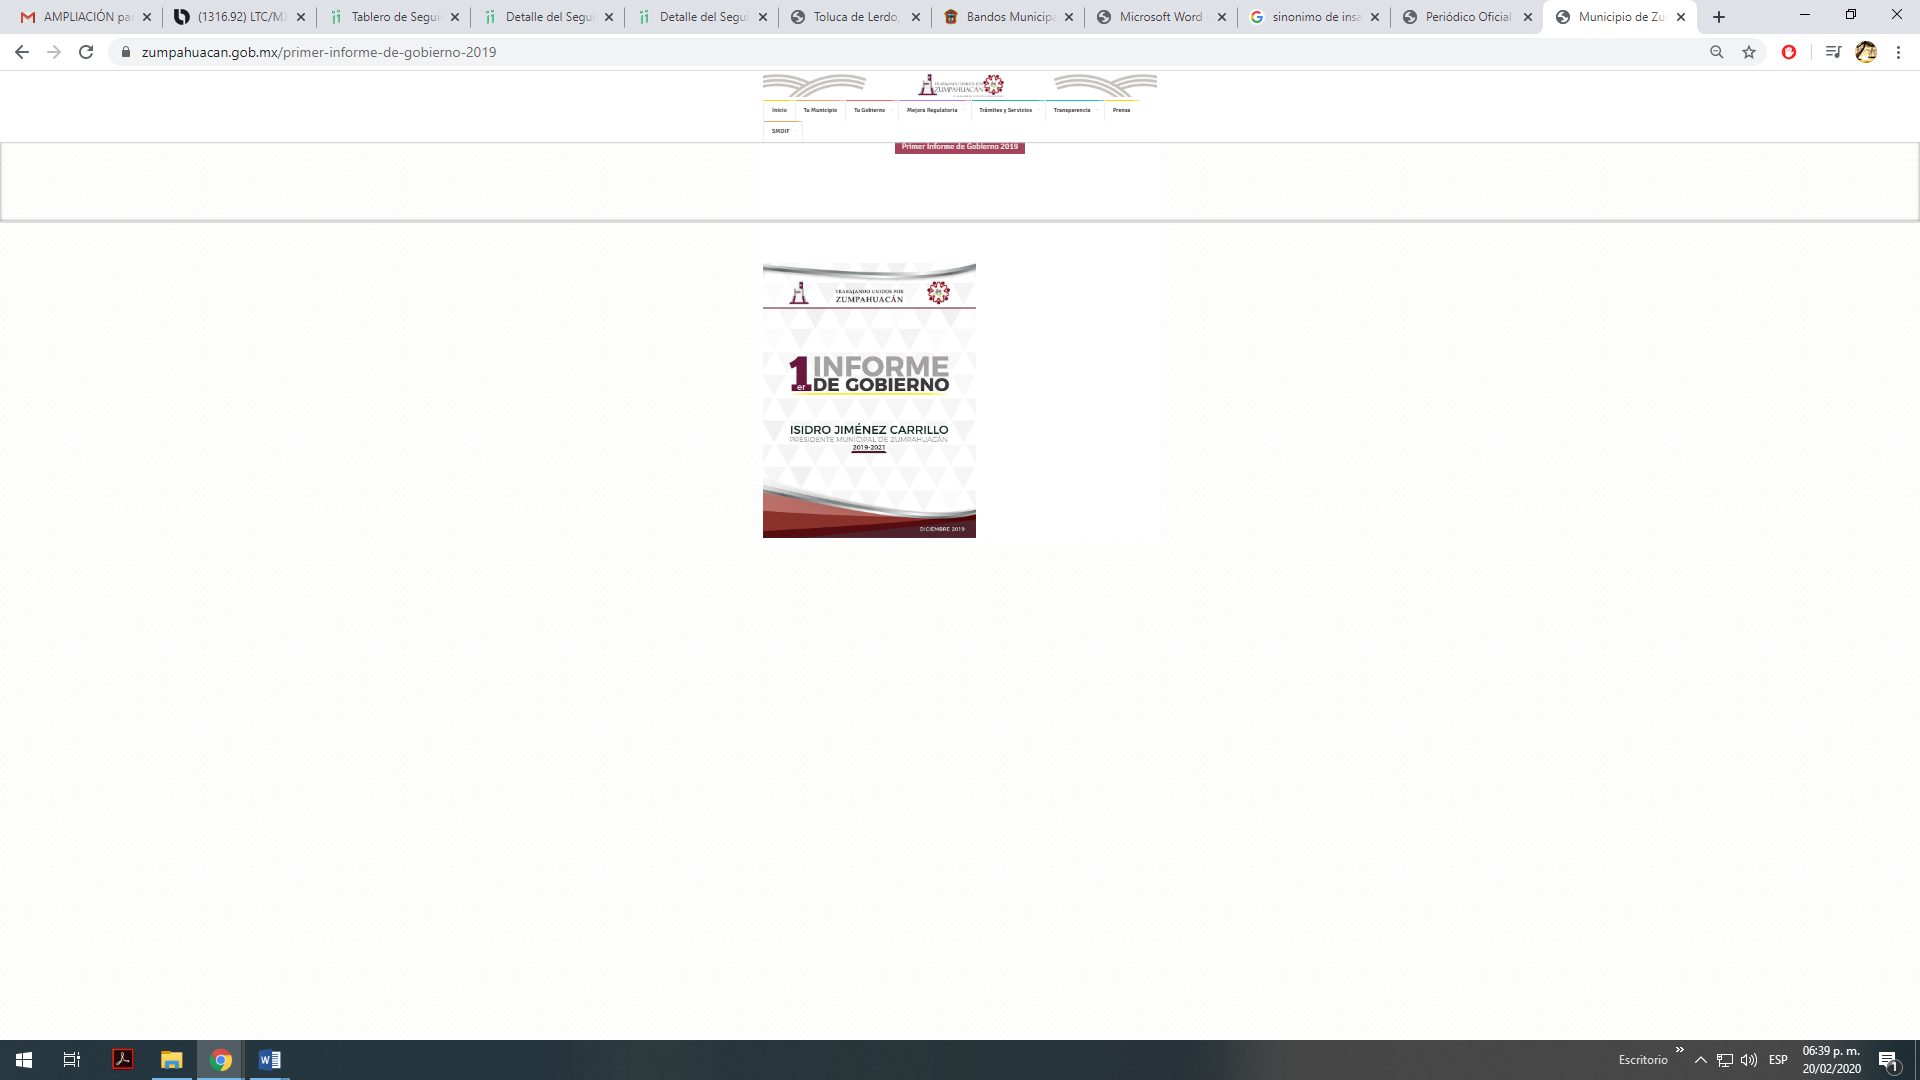 AMPLIACIÓN pa
(1316.92) LTC/MX
Tablero de Segui
Detalle del Segui
Detalle del Segui
Toluca de Lerdo,
Bandos Municipa
Microsoft Word
sinonimo de insa
Periódico Oficial
Municipio de Zu
zumpahuacan.gob.mx/primer-informe-de-gobierno-2019
ZUMPAHUACÁN
Inicio
Tu Municipio
Tu Gobierno
Mejora Regulatoria
Trámites y Servicios
Transparencia
Prensa
SMDIF
Primer Informe de Gobierno 2019
TRABAJANDO UNIDOS POR
ZUMPAHUACÁN
1er INFORME
DE GOBIERNO
ISIDRO JIMÉNEZ CARRILLO
PRESIDENTE MUNICIPAL DE ZUMPAHUACÁN
2019-2021
DICIEMBRE 2019
Escritorio
ESP
06:39 p. m.
20/02/2020
1